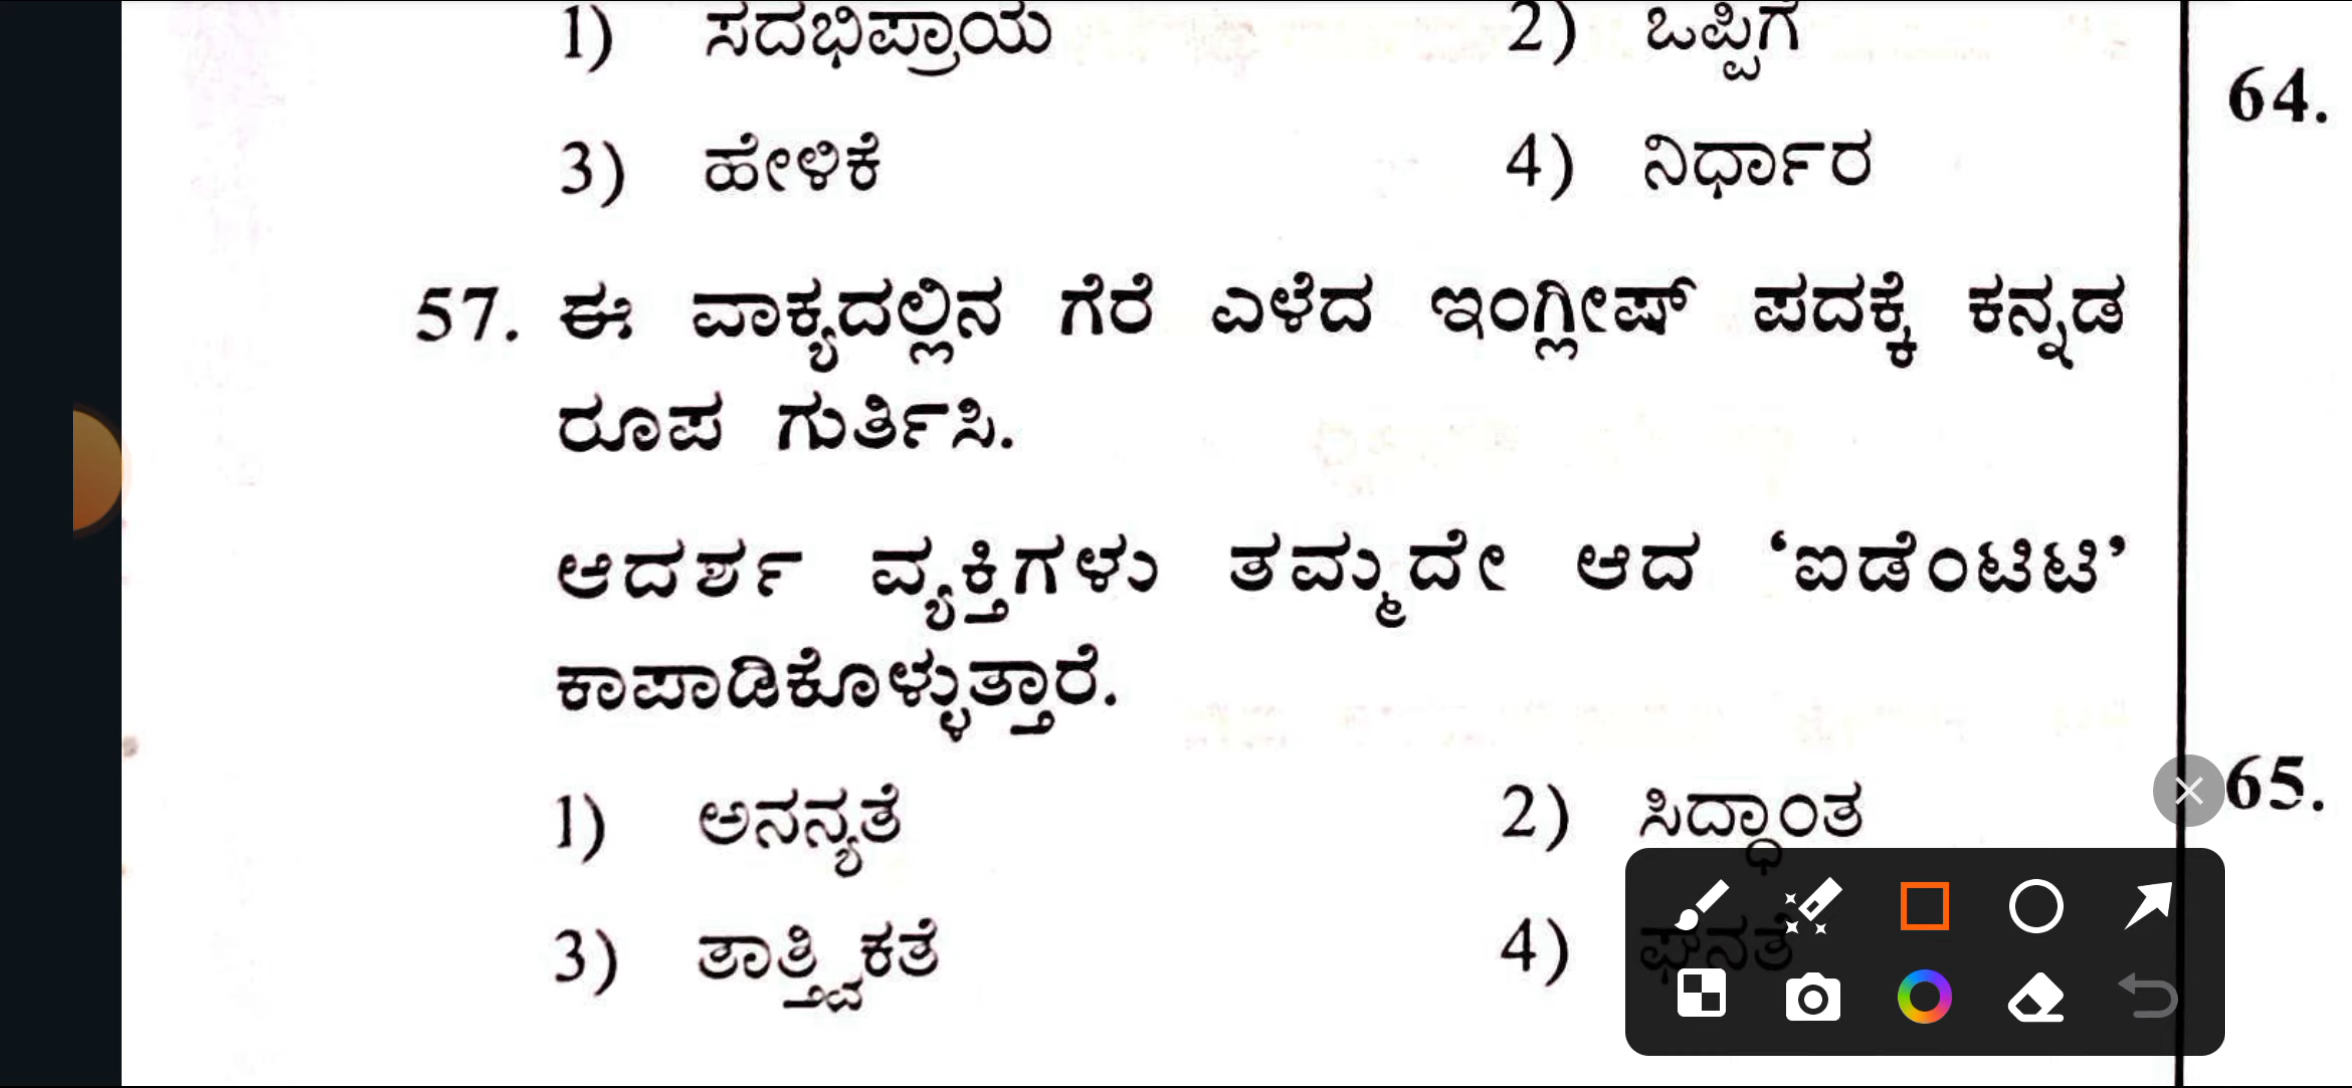 1) ಸದಭಿಪ್ರಾಯ 2) ಒಪ್ಪಿಗೆ
3) ಹೇಳಿಕೆ 4) ನಿರ್ಧಾರ
64.
57. ಈ ವಾಕ್ಯದಲ್ಲಿನ ಗೆರೆ ಎಳೆದ ಇಂಗ್ಲೀಷ್ ಪದಕ್ಕೆ ಕನ್ನಡ
ರೂಪ ಗುರ್ತಿಸಿ.
ಆದರ್ಶ ವ್ಯಕ್ತಿಗಳು ತಮ್ಮದೇ ಆದ ‘ಐಡೆಂಟಿಟಿ’
ಕಾಪಾಡಿಕೊಳ್ಳುತ್ತಾರೆ.
1) ಅನನ್ಯತೆ 2) ಸಿದ್ಧಾಂತ
3) ತಾತ್ತ್ವಿಕತೆ 4) ಘನತೆ
65.